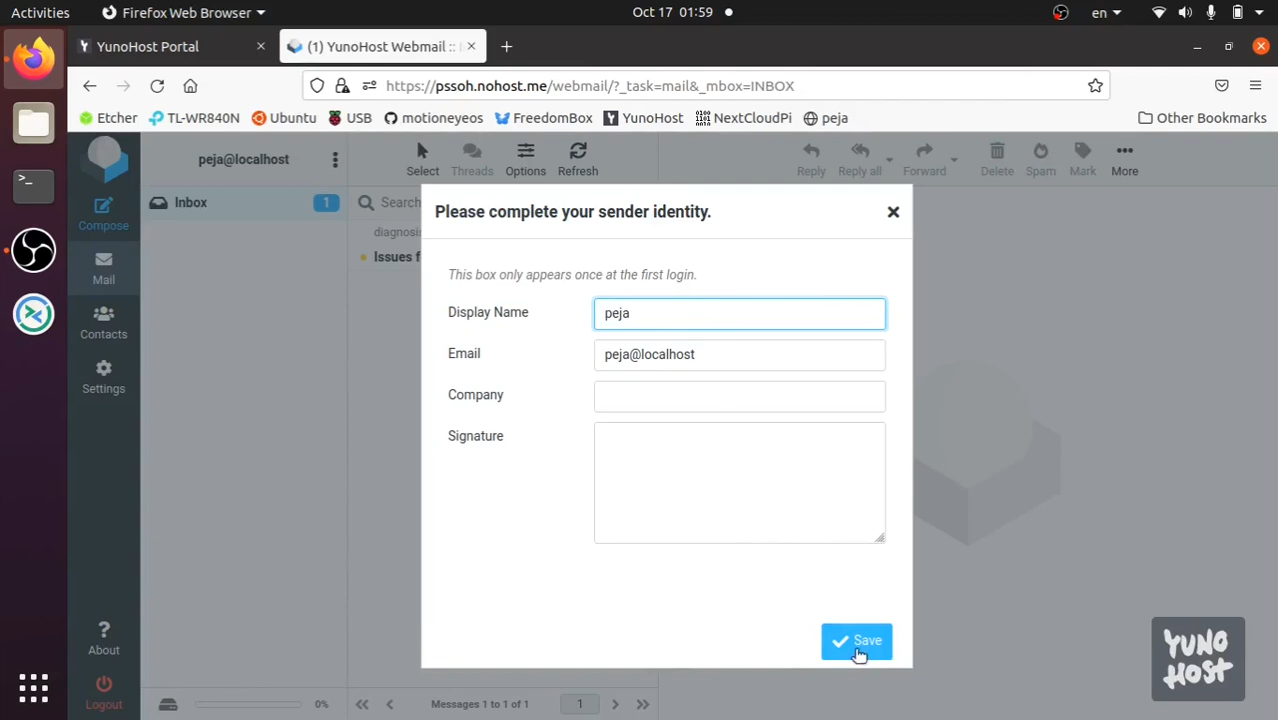 Activities
Firefox Web Browser
Oct 17 01:59
en
YunoHost Portal
(1) YunoHost Webmail ::
https://pssoh.nohost.me/webmail/?_task=mail&_mbox=INBOX
Etcher
TL-WR840N
Ubuntu
USB
motioneyeos
FreedomBox
YunoHost
NextCloudPi
peja
Other Bookmarks
peja@localhost
Select
Threads
Options
Refresh
Reply
Reply all
Forward
Delete
Spam
Mark
More
Compose
Mail
Contacts
Settings
About
Logout
Inbox
1
Search
diagnosis
Issues f
Please complete your sender identity.
This box only appears once at the first login.
Display Name
peja
Email
peja@localhost
Company
Signature
Save
0%
Messages 1 to 1 of 1
1
YUNO
HOST